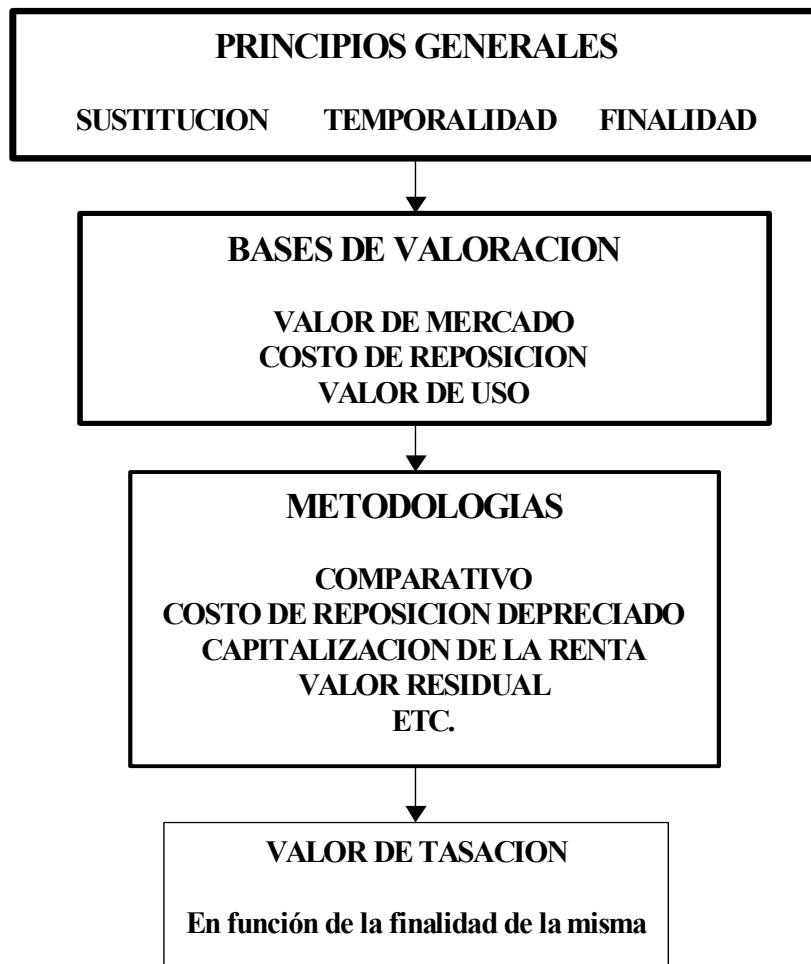 PRINCIPIOS GENERALES
SUSTITUCION TEMPORALIDAD FINALIDAD
BASES DE VALORACION
VALOR DE MERCADO
COSTO DE REPOSICION
VALOR DE USO
METODOLOGIAS
COMPARATIVO
COSTO DE REPOSICION DEPRECIADO
CAPITALIZACION DE LA RENTA
VALOR RESIDUAL
ETC.
VALOR DE TASACION
En función de la finalidad de la misma